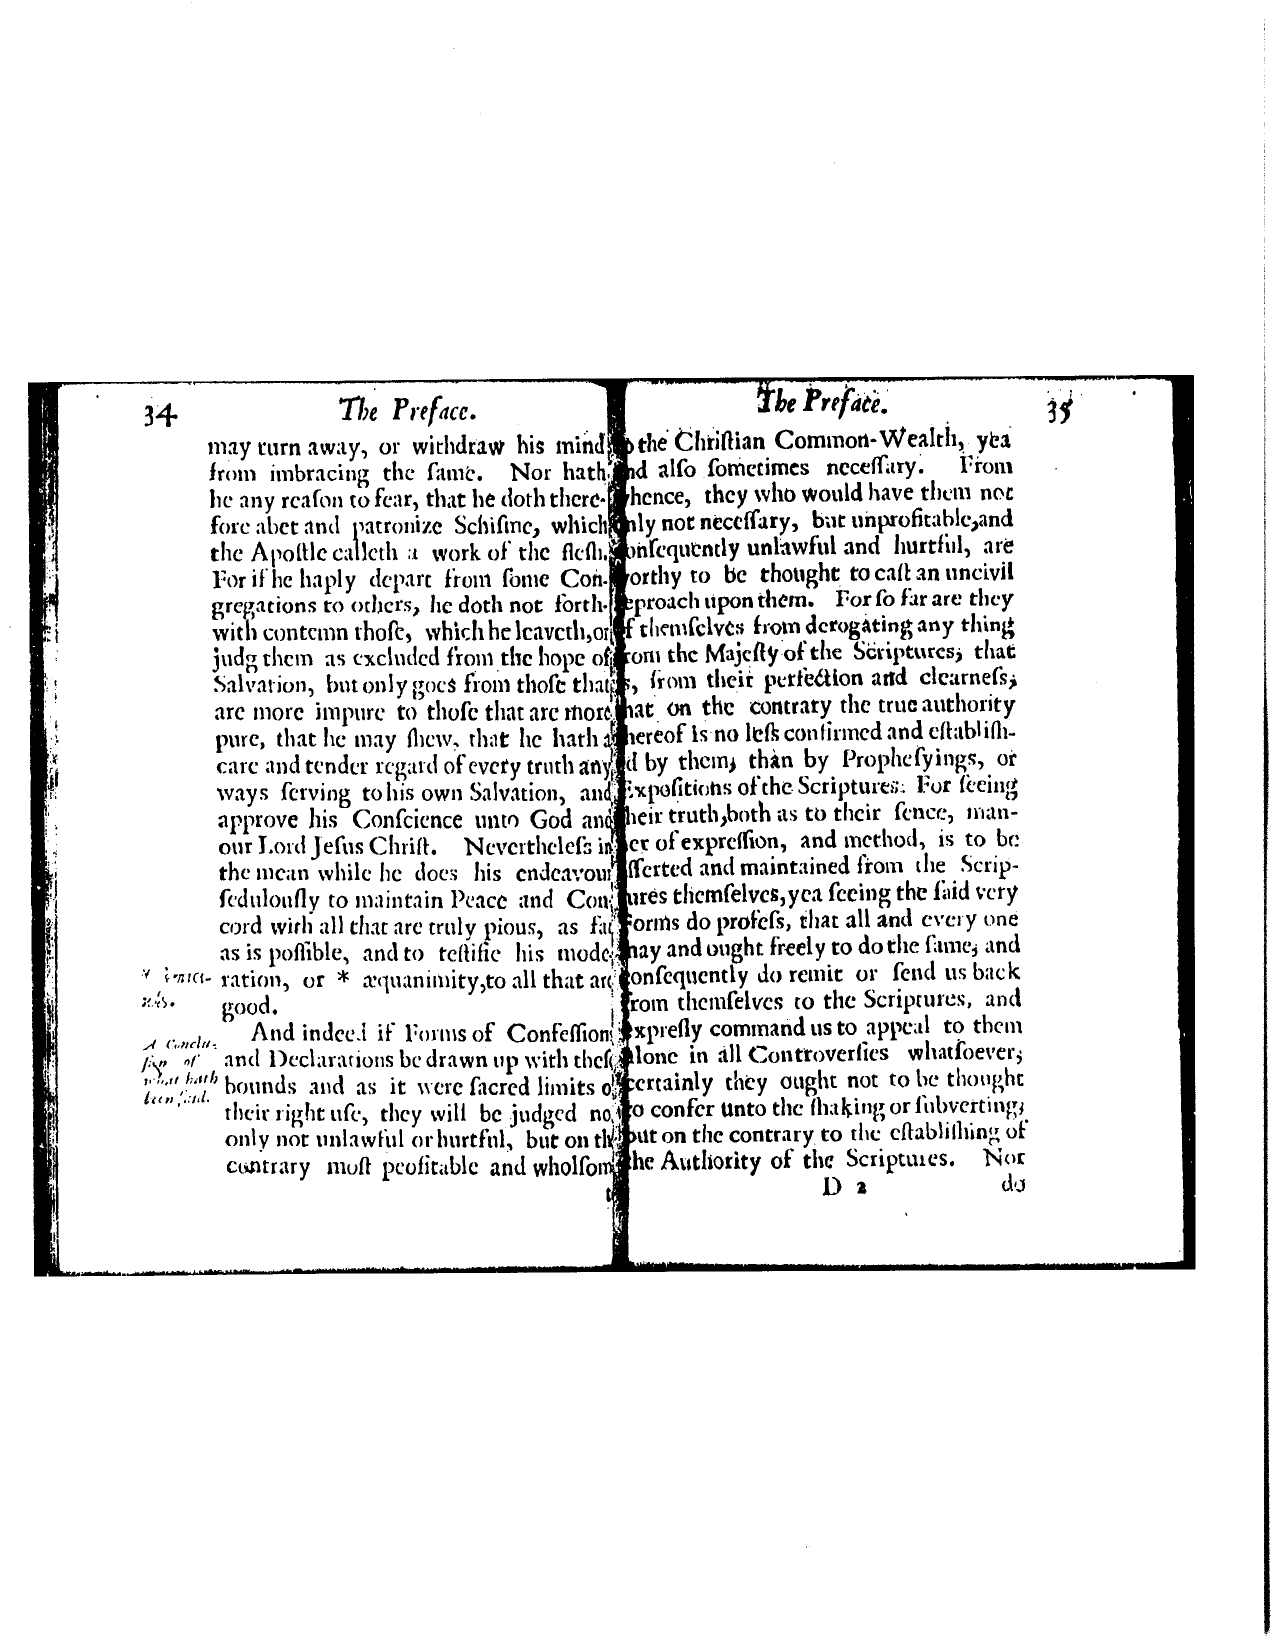 34
The Preface.
may turn away, or withdraw his mind
from imbracing the ſame. Nor hath
he any reaſon to fear, that he doth there-
fore abet and patronize Schiſme, which
the Apoſtle calleth a work of the fleſh.
For if he haply depart from ſome Con-
gregations to others, he doth not forth-
with contemn thoſe, which he leaveth, or
judg them as excluded from the hope of
Salvation, but only goes from thoſe that
are more impure to thoſe that are more
pure, that he may ſhew, that he hath a
care and tender regard of every truth any
ways ſerving to his own Salvation, and
approve his Conſcience unto God and
our Lord Jeſus Chriſt. Nevertheleſs in
the mean while he does his endeavour
ſedulouſly to maintain Peace and Con-
cord with all that are truly pious, as far
as is poſſible, and to teſtifie his mode-
ration, or * æquanimity, to all that are
good.
A Conclu-
ſion of
what hath
been ſaid.
And indeed if Forms of Confeſſion
and Declarations be drawn up with theſe
bounds and as it were ſacred limits o
their right uſe, they will be judged no
only not unlawful or hurtful, but on th
contrary moſt peofitable and wholſom
t
The Preface.
35
o the Chriſtian Common-Wealth, yea
nd alſo ſometimes neceſſary. From
hence, they who would have them not
nly not neceſſary, but unprofitable, and
onſequently unlawful and hurtful, are
orthy to be thought to caſt an uncivil
eproach upon them. For ſo far are they
f themſelves from derogating any thing
rom the Majeſty of the Scriptures; that
s, from their perfection and clearneſs;
hat on the contrary the true authority
hereof is no leſs confirmed and eſtabliſh-
d by them; than by Propheſyings, or
Expoſitions of the Scriptures. For ſeeing
heir truth, both as to their ſence, man-
er of expreſſion, and method, is to be
ſſerted and maintained from the Scrip-
ures themſelves, yea ſeeing the ſaid very
Forms do profeſs, that all and every one
may and ought freely to do the ſame; and
conſequently do remit or ſend us back
from themſelves to the Scriptures, and
expreſly command us to appeal to them
alone in all Controverſies whatſoever;
certainly they ought not to be thought
to confer unto the ſhaking or ſubverting;
but on the contrary to the eſtabliſhing of
the Authority of the Scriptures. Nor
D 2
do